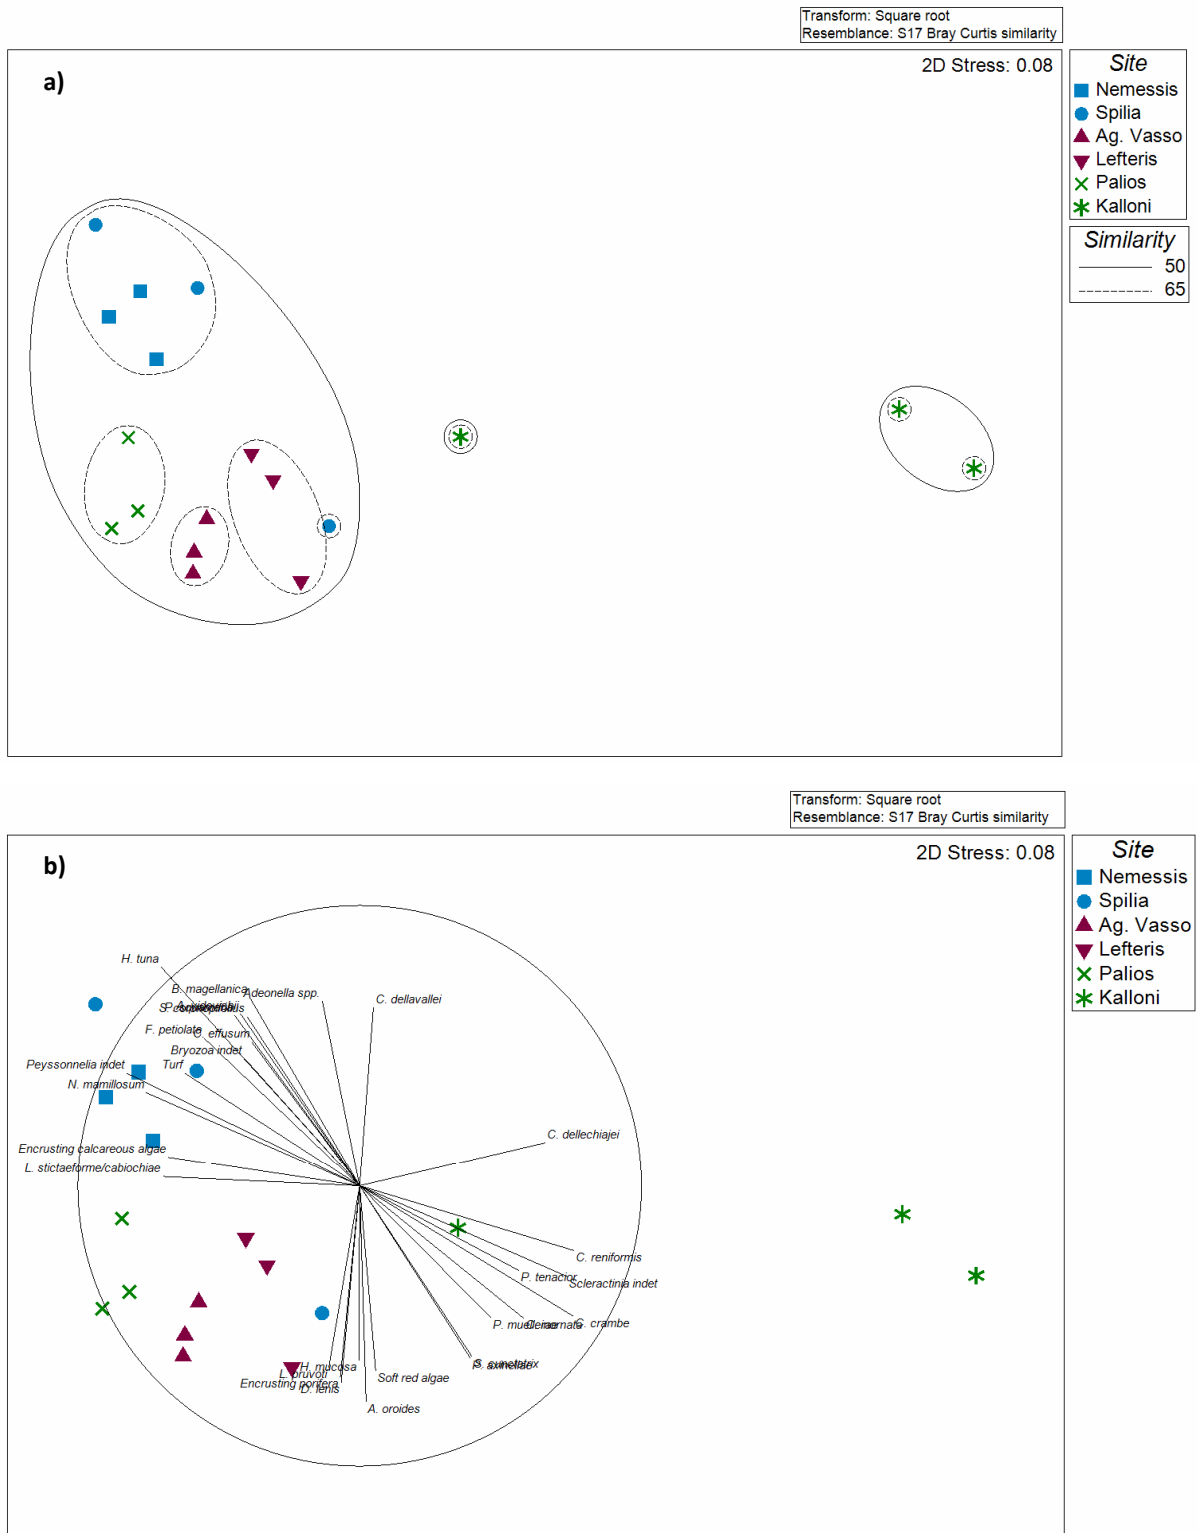 Transform: Square root
Resemblance: S17 Bray Curtis similarity
a)
2D Stress: 0.08
Site
Nemessis
Spilia
Ag. Vasso
Lefteris
Palios
Kalloni
Similarity
50
65
Transform: Square root
Resemblance: S17 Bray Curtis similarity
b)
2D Stress: 0.08
Site
Nemessis
Spilia
Ag. Vasso
Lefteris
Palios
Kalloni
H. tuna
B. magellanica
Adeonella spp.
C. dellavallei
F. petiolata
C. effusum
Bryozoa indet
Peyssonnelia indet
Turf
N. mamillosum
C. dellechiajei
Encrusting calcareous algae
L. stictaeforme/cabiochiae
C. reniformis
P. tenacior
Scleractinia indet
C. crambe
H. mucosa
L. pruvoti
Soft red algae
Encrusting porifera
D. lenis
A. oroides